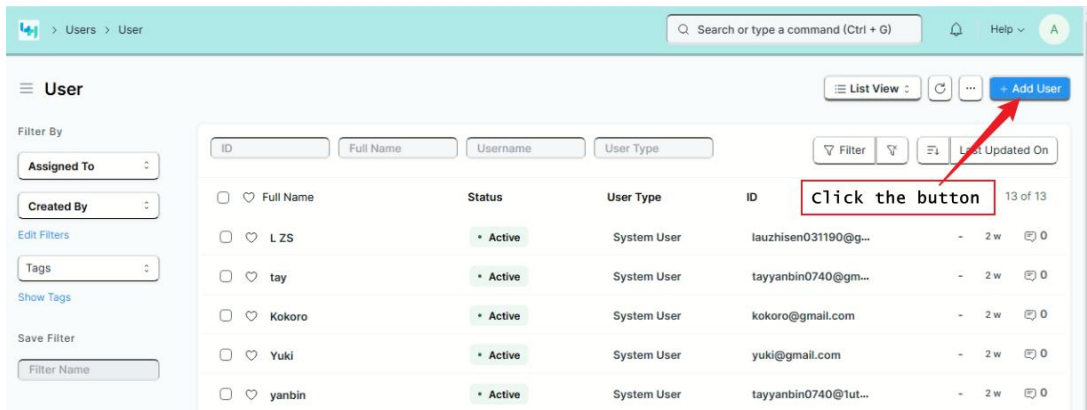 > Users > User
Search or type a command (Ctrl + G)
Help
A
User
List View
...
+ Add User
Filter By
Assigned To
Created By
Edit Filters
Tags
Show Tags
Save Filter
Filter Name
ID Full Name Username User Type
Filter
Last Updated On
Click the button
Full Name Status User Type ID 13 of 13
L ZS • Active System User lauzhisen031190@g... - 2 w 0
tay • Active System User tayyanbin0740@gm... - 2 w 0
Kokoro • Active System User kokoro@gmail.com - 2 w 0
Yuki • Active System User yuki@gmail.com - 2 w 0
yanbin • Active System User tayyanbin0740@1ut... - 2 w 0